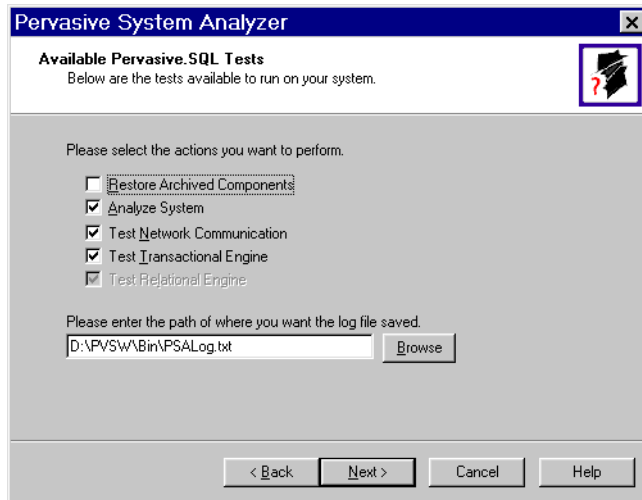 Pervasive System Analyzer
Available Pervasive.SQL Tests
Below are the tests available to run on your system.
?
Please select the actions you want to perform.
Restore Archived Components
Analyze System
Test Network Communication
Test Transactional Engine
Test Relational Engine
Please enter the path of where you want the log file saved.
D:\PVSW\Bin\PSALog.txt
Browse
< Back Next > Cancel Help